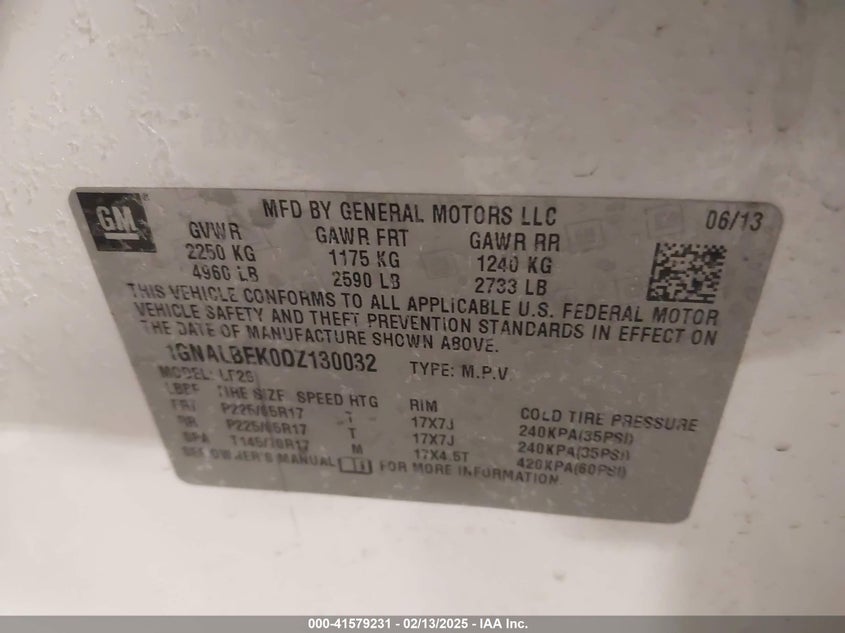 GM
MFD BY GENERAL MOTORS LLC 06/13
GVWR GAWR FRT GAWR RR
2250 KG 1175 KG 1240 KG
4960 LB 2590 LB 2733 LB
THIS VEHICLE CONFORMS TO ALL APPLICABLE U.S. FEDERAL MOTOR
VEHICLE SAFETY AND THEFT PREVENTION STANDARDS IN EFFECT ON
THE DATE OF MANUFACTURE SHOWN ABOVE.
1GNALBEK0DZ130032 TYPE: M.P.V
MODEL:
TIRE SIZE SPEED RTG RIM COLD TIRE PRESSURE
FRT P225/65R17 T 17X7J 240KPA(35PSI)
RR P225/65R17 T 17X7J 240KPA(35PSI)
SPA T145/70R17 M 17X4.5T 420KPA(60PSI)
SEE OWNER'S MANUAL FOR MORE INFORMATION
000-41579231 - 02/13/2025 - IAA Inc.